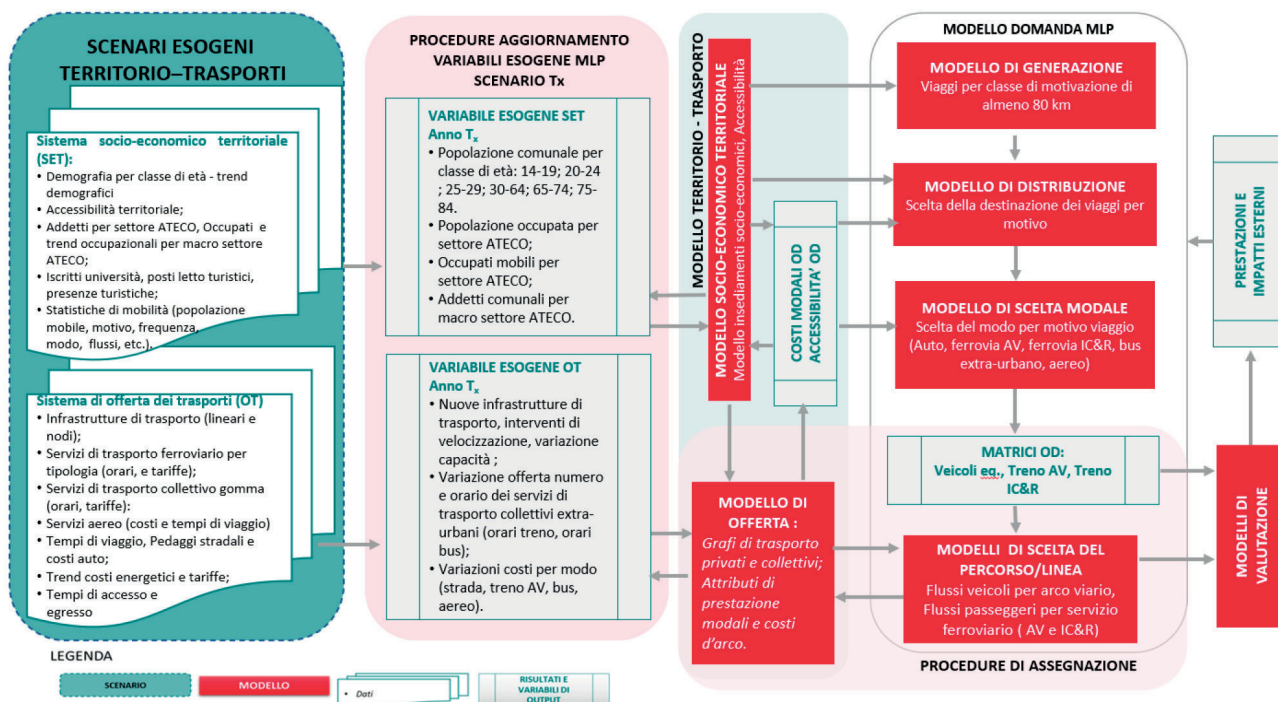 SCENARI ESOGENI
TERRITORIO–TRASPORTI
Sistema socio-economico territoriale
(SET):
• Demografia per classe di età - trend
demografici
• Accessibilità territoriale;
• Addetti per settore ATECO, Occupati e
trend occupazionali per macro settore
ATECO;
• Iscritti università, posti letto turistici,
presenze turistiche;
• Statistiche di mobilità (popolazione
mobile, motivo, frequenza,
modo, flussi, etc.).
Sistema di offerta dei trasporti (OT)
• Infrastrutture di trasporto (lineari e
nodi);
• Servizi di trasporto ferroviario per
tipologia (orari, e tariffe);
• Servizi di trasporto collettivo gomma
(orari, tariffe):
• Servizi aereo (costi e tempi di viaggio)
• Tempi di viaggio, Pedaggi stradali e
costi auto;
• Trend costi energetici e tariffe;
• Tempi di accesso e
egresso
PROCEDURE AGGIORNAMENTO
VARIABILI ESOGENE MLP
SCENARIO Tx
VARIABILE ESOGENE SET
Anno Tx
• Popolazione comunale per
classe di età: 14-19; 20-24
; 25-29; 30-64; 65-74; 75-
84.
• Popolazione occupata per
settore ATECO;
• Occupati mobili per
settore ATECO;
• Addetti comunali per
macro settore ATECO.
VARIABILE ESOGENE OT
Anno Tx
• Nuove infrastrutture di
trasporto, interventi di
velocizzazione, variazione
capacità ;
• Variazione offerta numero
e orario dei servizi di
trasporto collettivi extra-
urbani (orari treno, orari
bus);
• Variazioni costi per modo
(strada, treno AV, bus,
aereo).
MODELLO TERRITORIO - TRASPORTO
MODELLO SOCIO-ECONOMICO TERRITORIALE
Modello insediamenti socio-economici, Accessibilità
COSTI MODALI OD
ACCESSIBILITA' OD
MODELLO DI
OFFERTA :
Grafi di trasporto
privati e collettivi;
Attributi di
prestazione
modali e costi
d'arco.
MODELLO DOMANDA MLP
MODELLO DI GENERAZIONE
Viaggi per classe di motivazione di
almeno 80 km
MODELLO DI DISTRIBUZIONE
Scelta della destinazione dei viaggi per
motivo
MODELLO DI SCELTA MODALE
Scelta del modo per motivo viaggio
(Auto, ferrovia AV, ferrovia IC&R, bus
extra-urbano, aereo)
MATRICI OD:
Veicoli eq., Treno AV, Treno
IC&R
MODELLI DI SCELTA DEL
PERCORSO/LINEA
Flussi veicoli per arco viario,
Flussi passeggeri per servizio
ferroviario ( AV e IC&R)
PROCEDURE DI ASSEGNAZIONE
PRESTAZIONI E
IMPATTI ESTERNI
MODELLI DI
VALUTAZIONE
LEGENDA
SCENARIO
MODELLO
• Dati
RISULTATI E
VARIABILI DI
OUTPUT